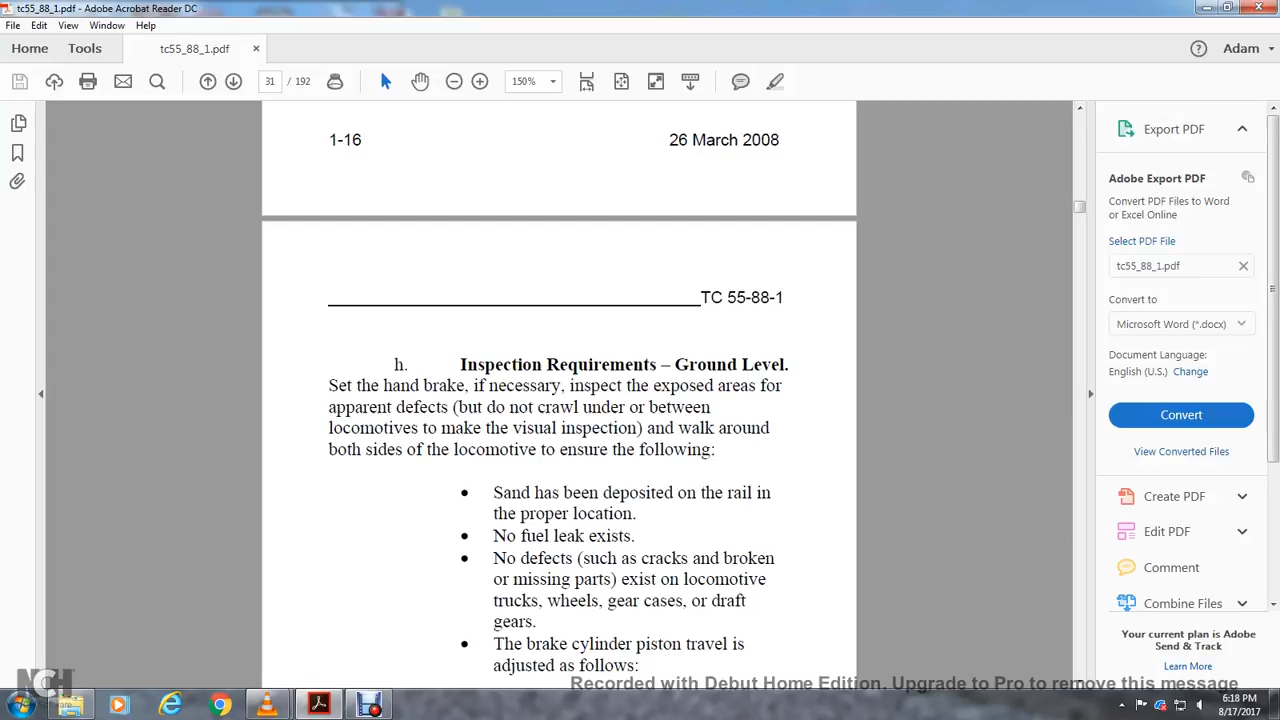 tc55_88_1.pdf - Adobe Acrobat Reader DC
File Edit View Window Help
Home Tools tc55_88_1.pdf × Adam
31 / 192 150%
1-16 26 March 2008
TC 55-88-1
h. Inspection Requirements – Ground Level.
Set the hand brake, if necessary, inspect the exposed areas for
apparent defects (but do not crawl under or between
locomotives to make the visual inspection) and walk around
both sides of the locomotive to ensure the following:
• Sand has been deposited on the rail in
the proper location.
• No fuel leak exists.
• No defects (such as cracks and broken
or missing parts) exist on locomotive
trucks, wheels, gear cases, or draft
gears.
• The brake cylinder piston travel is
adjusted as follows:
Export PDF
Adobe Export PDF
Convert PDF Files to Word
or Excel Online
Select PDF File
tc55_88_1.pdf
Convert to
Microsoft Word (*.docx)
Document Language:
English (U.S.) Change
Convert
View Converted Files
Create PDF
Edit PDF
Comment
Combine Files
Your current plan is Adobe
Send & Track
Learn More
NCH
Recorded with Debut Home Edition. Upgrade to Pro to remove this message
6:18 PM
8/17/2017